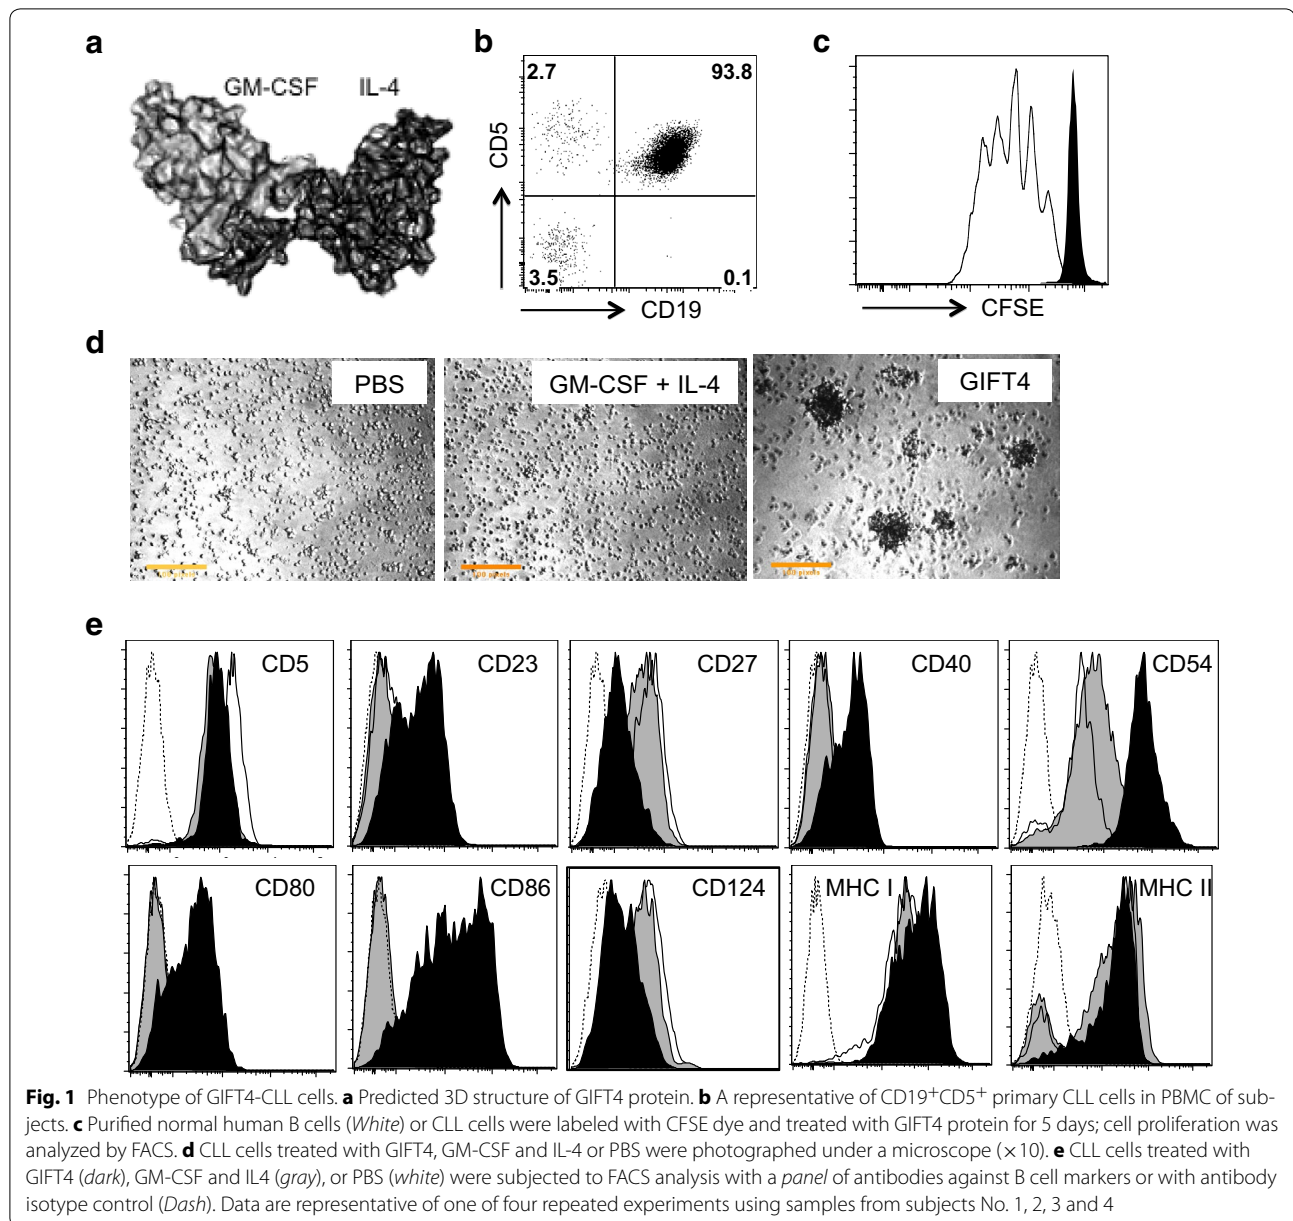 a
GM-CSF IL-4
b
2.7 93.8
CD5
3.5 0.1
CD19
c
CFSE
d
PBS
GM-CSF + IL-4
GIFT4
100 pixels
100 pixels
e
CD5
CD23
CD27
CD40
CD54
CD80
CD86
CD124
MHC I
MHC II
Fig. 1 Phenotype of GIFT4-CLL cells. a Predicted 3D structure of GIFT4 protein. b A representative of CD19+CD5+ primary CLL cells in PBMC of sub-
jects. c Purified normal human B cells (White) or CLL cells were labeled with CFSE dye and treated with GIFT4 protein for 5 days; cell proliferation was
analyzed by FACS. d CLL cells treated with GIFT4, GM-CSF and IL-4 or PBS were photographed under a microscope (×10). e CLL cells treated with
GIFT4 (dark), GM-CSF and IL4 (gray), or PBS (white) were subjected to FACS analysis with a panel of antibodies against B cell markers or with antibody
isotype control (Dash). Data are representative of one of four repeated experiments using samples from subjects No. 1, 2, 3 and 4